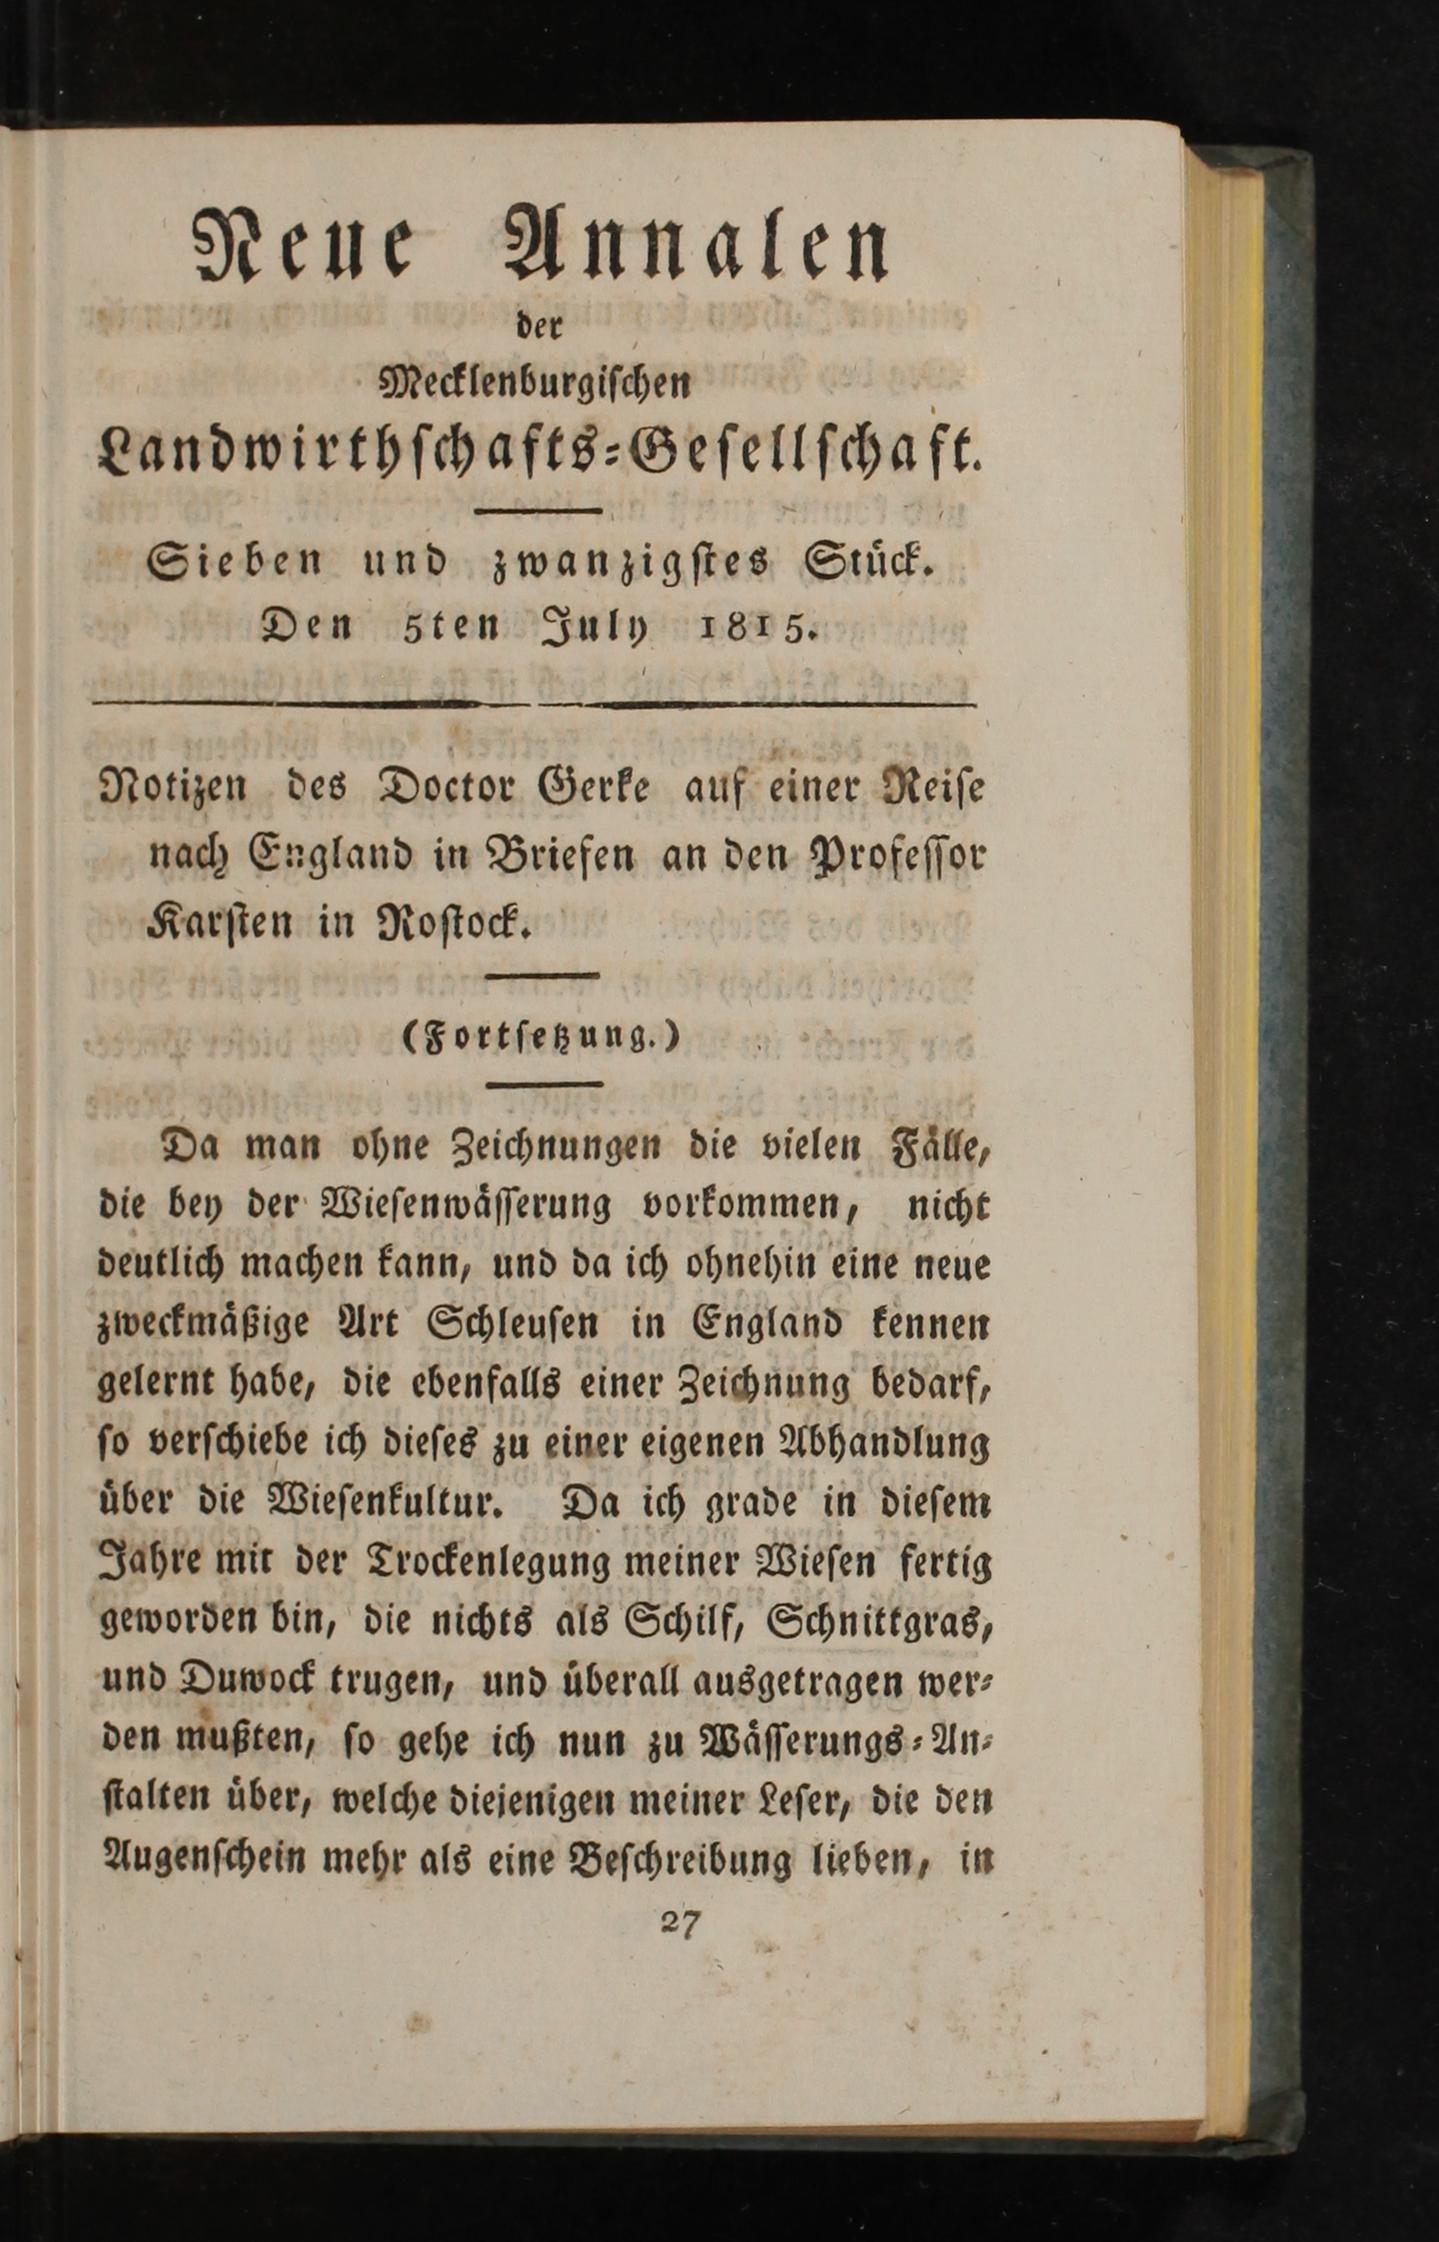 Neue Annalen
der
Mecklenburgiſchen
Landwirthſchafts-Geſellſchaft.
Sieben und zwanzigſtes Stück.
Den 5ten July 1815.
Notizen des Doctor Gerke auf einer Reiſe
nach England in Briefen an den Profeſſor
Karſten in Roſtock.
(Fortſetzung.)
Da man ohne Zeichnungen die vielen Fälle,
die bey der Wieſenwäſſerung vorkommen, nicht
deutlich machen kann, und da ich ohnehin eine neue
zweckmäßige Art Schleuſen in England kennen
gelernt habe, die ebenfalls einer Zeichnung bedarf,
ſo verſchiebe ich dieſes zu einer eigenen Abhandlung
über die Wieſenkultur. Da ich grade in dieſem
Jahre mit der Trockenlegung meiner Wieſen fertig
geworden bin, die nichts als Schilf, Schnittgras,
und Duwock trugen, und überall ausgetragen wer-
den mußten, ſo gehe ich nun zu Wäſſerungs-An-
ſtalten über, welche diejenigen meiner Leſer, die den
Augenſchein mehr als eine Beſchreibung lieben, in
27